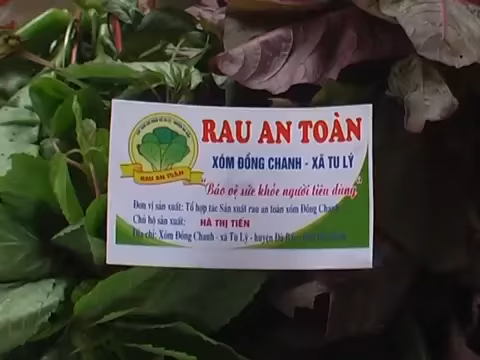 RAU AN TOÀN
RAU AN TOÀN
XÓM ĐỒNG CHANH - XÃ TU LÝ
"Bảo vệ sức khỏe người tiêu dùng"
Đơn vị sản xuất: Tổ hợp tác Sản xuất rau an toàn xóm Đồng Chanh
Chủ hộ sản xuất: HÀ THỊ TIẾN
Địa chỉ: Xóm Đồng Chanh - xã Tu Lý - huyện Đà